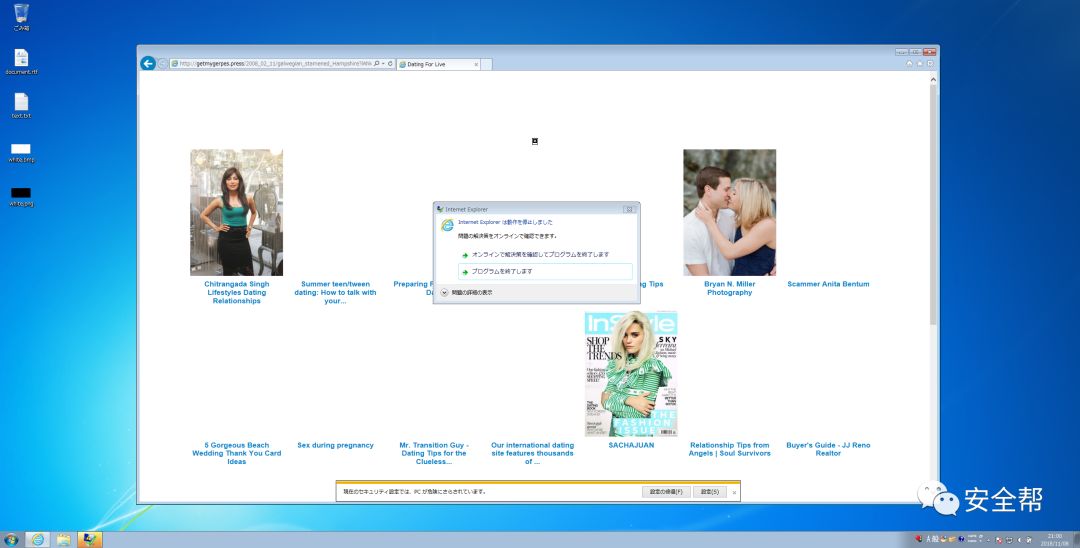 ごみ箱
document.rtf
text.txt
white.bmp
white.png
Dating For Live
Internet Explorer
Internet Explorer は動作を停止しました
問題の解決策をオンラインで確認できます。
オンラインで解決策を確認してプログラムを終了します
プログラムを終了します
問題の詳細の表示
Chitrangada Singh
Lifestyles Dating
Relationships
Summer teen/tween
dating: How to talk with
your...
Preparing
ng Tips
Bryan N. Miller
Photography
Scammer Anita Bentum
InStyle
SHOP
THE
TRENDS
SKY
ferreira
THE
FASHION
ISSUE
5 Gorgeous Beach
Wedding Thank You Card
Ideas
Sex during pregnancy
Mr. Transition Guy -
Dating Tips for the
Clueless...
Our international dating
site features thousands
of ...
SACHAJUAN
Relationship Tips from
Angels | Soul Survivors
Buyer's Guide - JJ Reno
Realtor
現在のセキュリティ設定では、PC が危険にさらされています。
設定の修復(F)
設定(S)
安全帮
A 般
21:00
2018/11/08